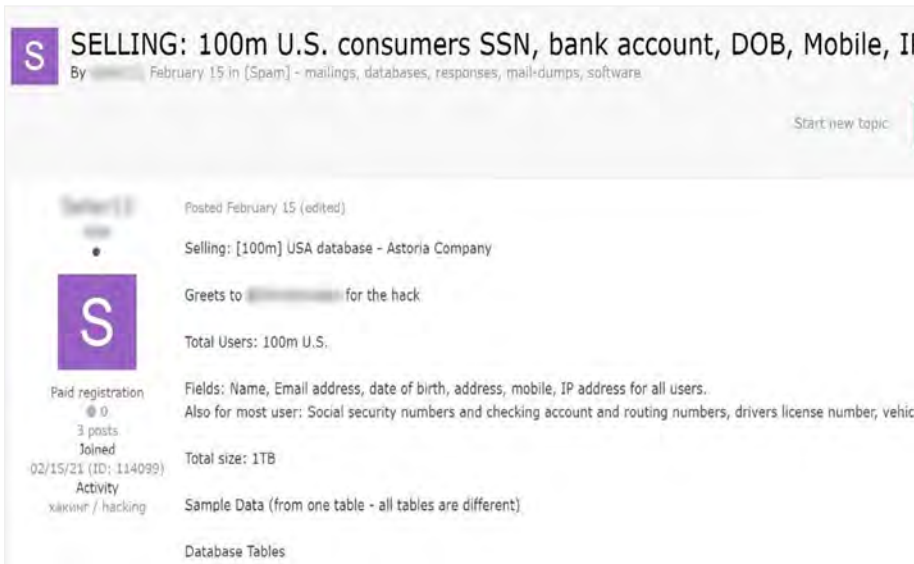 S
SELLING: 100m U.S. consumers SSN, bank account, DOB, Mobile,
By February 15 in [Spam] - mailings, databases, responses, mail-dumps, software
Start new topic
Posted February 15 (edited)
Selling: [100m] USA database - Astoria Company
Greets to for the hack
S
Total Users: 100m U.S.
Paid registration
0
3 posts
Joined
02/15/21 (ID: 114099)
Activity
хакинг / hacking
Fields: Name, Email address, date of birth, address, mobile, IP address for all users.
Also for most user: Social security numbers and checking account and routing numbers, drivers license number,
Total size: 1TB
Sample Data (from one table - all tables are different)
Database Tables